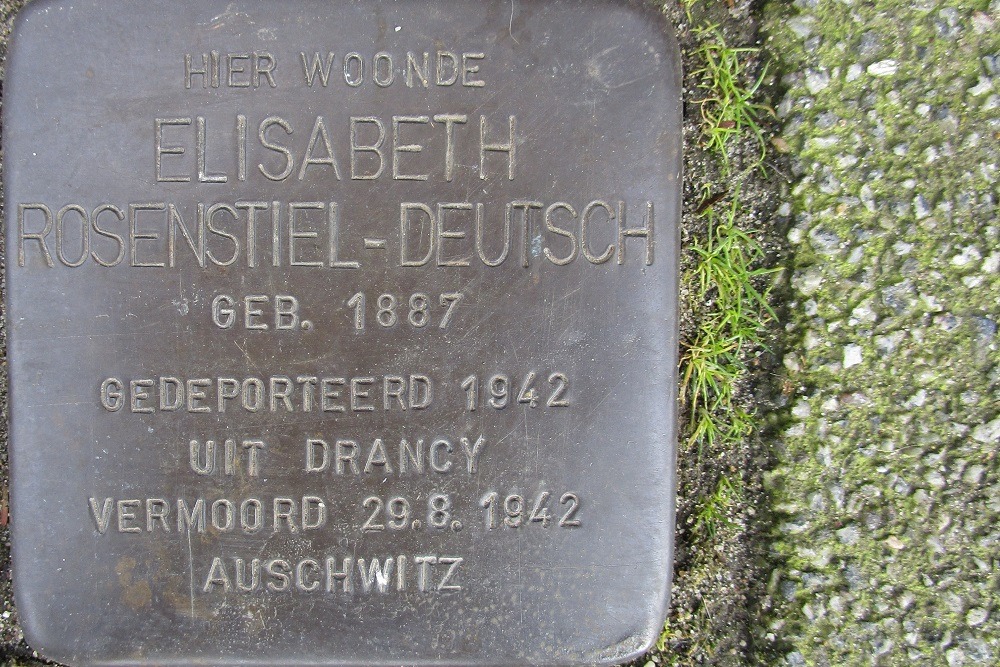 HIER WOONDE
ELISABETH
ROSENSTIEL-DEUTSCH
GEB. 1887
GEDEPORTEERD 1942
UIT DRANCY
VERMOORD 29.8.1942
AUSCHWITZ